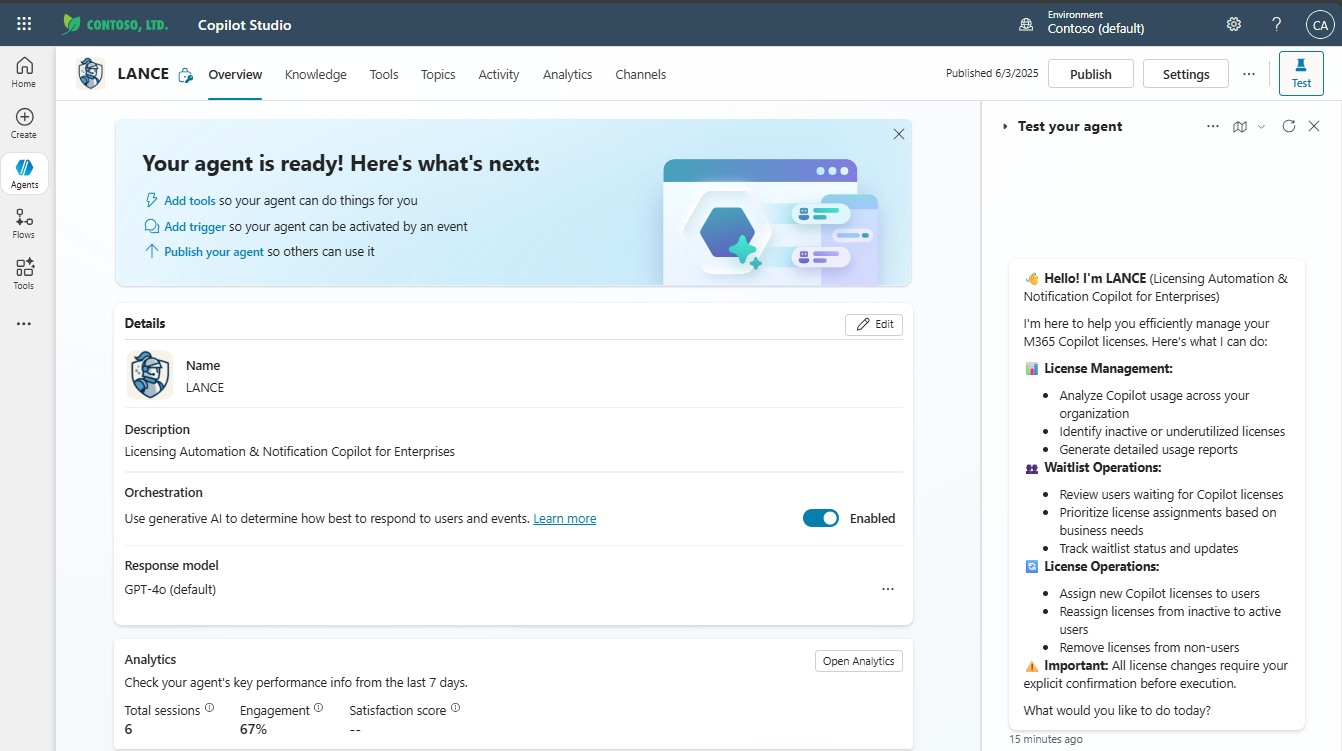 CONTOSO, LTD.
Copilot Studio
Environment
Contoso (default)
?
CA
Home
Create
Agents
Flows
Tools
LANCE
Overview
Knowledge
Tools
Topics
Activity
Analytics
Channels
Published 6/3/2025
Publish
Settings
Test
Your agent is ready! Here's what's next:
Add tools so your agent can do things for you
Add trigger so your agent can be activated by an event
Publish your agent so others can use it
Details
Edit
Name
LANCE
Description
Licensing Automation & Notification Copilot for Enterprises
Orchestration
Use generative AI to determine how best to respond to users and events. Learn more
Enabled
Response model
GPT-4o (default)
Analytics
Open Analytics
Check your agent's key performance info from the last 7 days.
Total sessions
6
Engagement
67%
Satisfaction score
--
Test your agent
👋 Hello! I'm LANCE (Licensing Automation &
Notification Copilot for Enterprises)
I'm here to help you efficiently manage your
M365 Copilot licenses. Here's what I can do:
📊 License Management:
• Analyze Copilot usage across your
organization
• Identify inactive or underutilized licenses
• Generate detailed usage reports
👥 Waitlist Operations:
• Review users waiting for Copilot licenses
• Prioritize license assignments based on
business needs
• Track waitlist status and updates
🔄 License Operations:
• Assign new Copilot licenses to users
• Reassign licenses from inactive to active
users
• Remove licenses from non-users
⚠️ Important: All license changes require your
explicit confirmation before execution.
What would you like to do today?
15 minutes ago